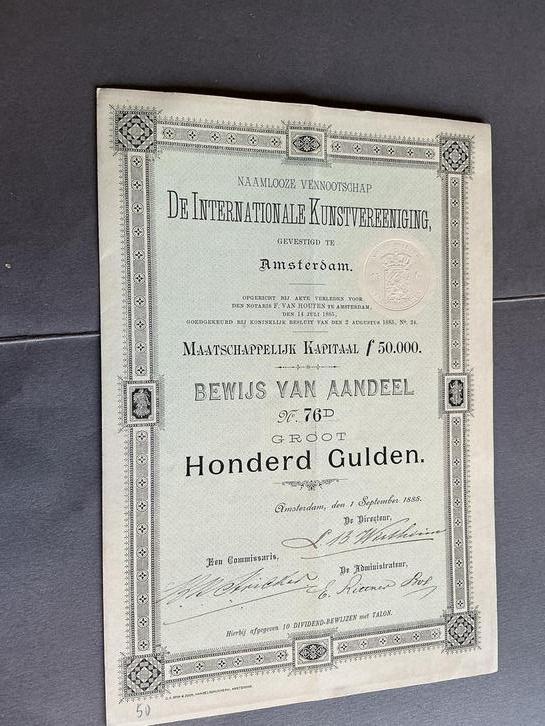 NAAMLOOZE VENNOOTSCHAP
DE INTERNATIONALE KUNSTVEREENIGING,
GEVESTIGD TE
Amsterdam.
OPGERICHT BIJ AKTE VERLEDEN VOOR
DEN NOTARIS F. VAN HOUTEN TE AMSTERDAM,
DEN 14 JULI 1885,
GOEDGEKEURD BIJ KONINKLIJK BESLUIT VAN DEN 2 AUGUSTUS 1885, No. 24.
MAATSCHAPPELIJK KAPITAAL f 50.000.
BEWIJS VAN AANDEEL
No. 76D
GROOT
Honderd Gulden.
Amsterdam, den 1 September 1885.
De Directeur,
Een Commissaris,
De Administrateur,
Hierbij afgegeven 10 DIVIDEND-BEWIJZEN met TALON.
50